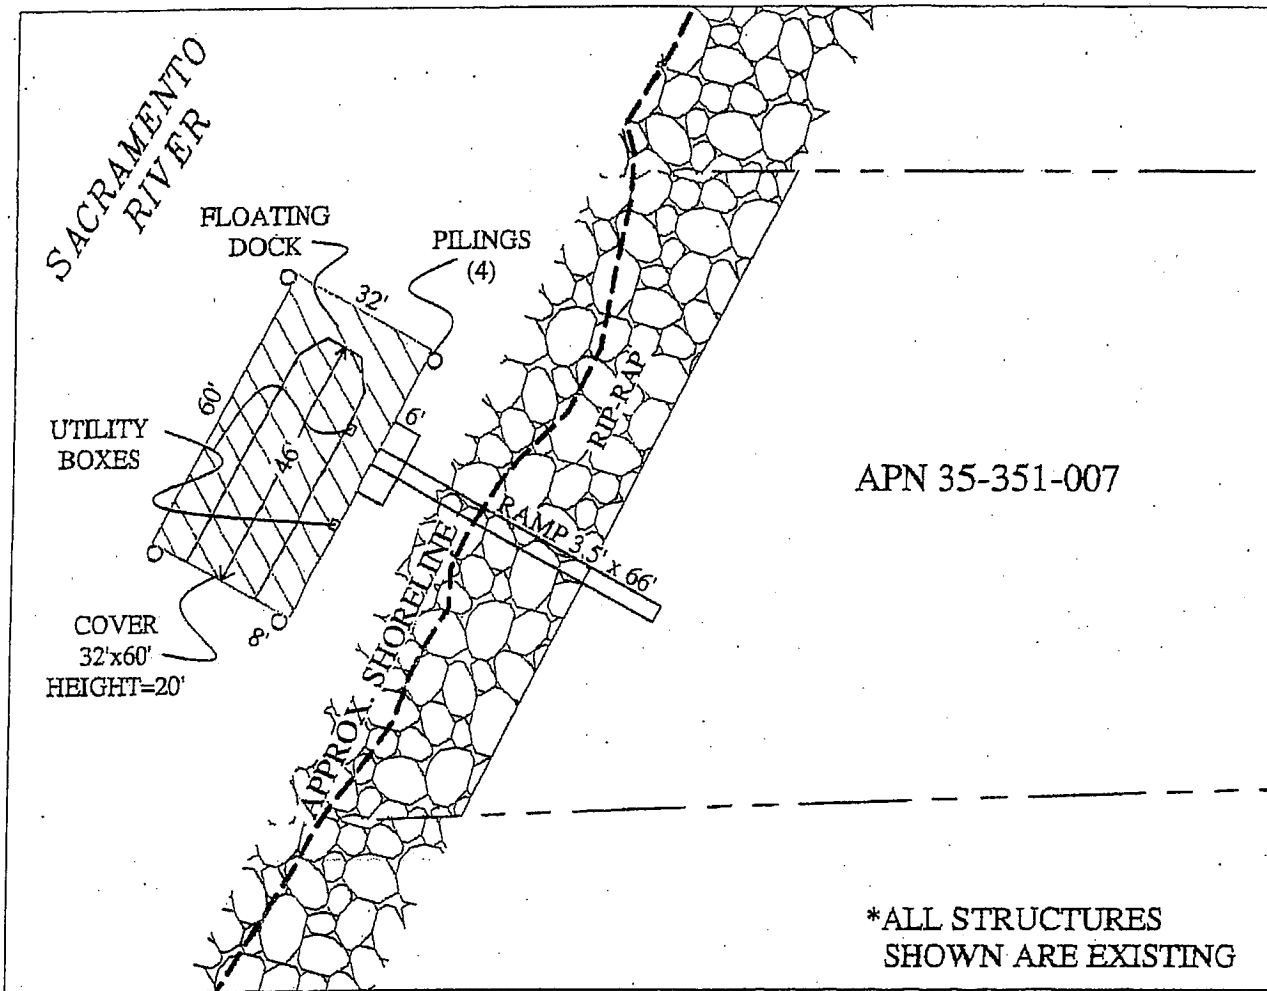 SACRAMENTO
RIVER
FLOATING
DOCK
PILINGS
(4)
32'
60'
6'
46'
UTILITY
BOXES
RIP-RAP
APN 35-351-007
RAMP 3.5' x 66'
APPROX. SHORELINE
8'
COVER
32'x60'
HEIGHT=20'
*ALL STRUCTURES
SHOWN ARE EXISTING